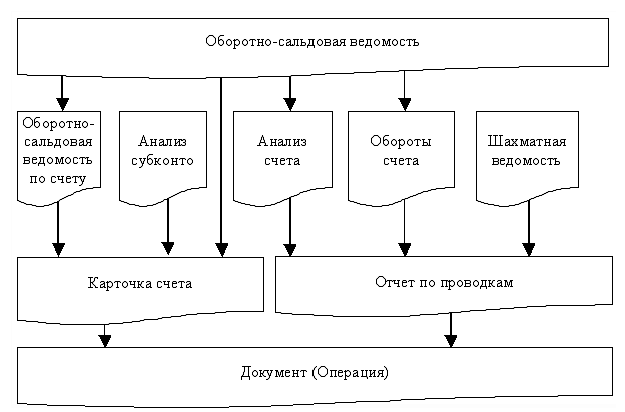 Оборотно-сальдовая ведомость
Оборотно-
сальдовая
ведомость
по счету
Анализ
субконто
Анализ
счета
Обороты
счета
Шахматная
ведомость
Карточка счета
Отчет по проводкам
Документ (Операция)